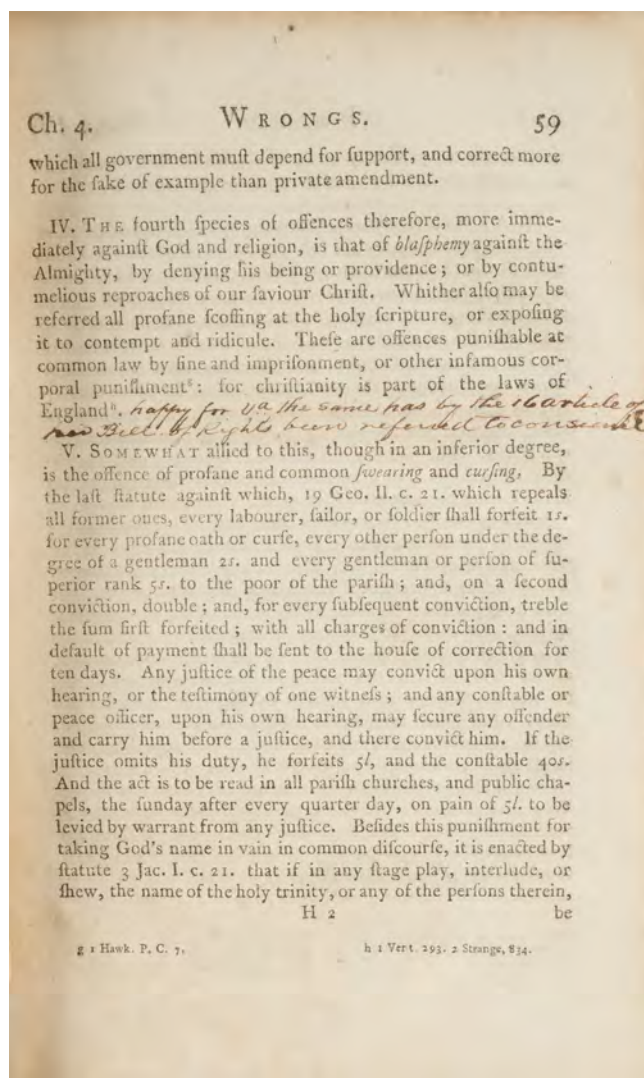 Ch. 4. WRONGS. 59
which all government muſt depend for ſupport, and correct more
for the ſake of example than private amendment.
IV. THE fourth ſpecies of offences therefore, more imme-
diately againſt God and religion, is that of blaſphemy againſt the
Almighty, by denying his being or providence; or by contu-
melious reproaches of our ſaviour Chriſt. Whither alſo may be
referred all profane ſcoffing at the holy ſcripture, or expoſing
it to contempt and ridicule. Theſe are offences puniſhable at
common law by fine and impriſonment, or other infamous cor-
poral puniſhmentᵍ: for chriſtianity is part of the laws of
Englandʰ. happy for Va. the same has by the 16 article of
her Bill of Rights been referred to conscience
V. SOMEWHAT allied to this, though in an inferior degree,
is the offence of profane and common ſwearing and curſing. By
the laſt ſtatute againſt which, 19 Geo. II. c. 21. which repeals
all former ones, every labourer, ſailor, or ſoldier ſhall forfeit 1s.
for every profane oath or curſe, every other perſon under the de-
gree of a gentleman 2s. and every gentleman or perſon of ſu-
perior rank 5s. to the poor of the pariſh; and, on a ſecond
conviction, double; and, for every ſubſequent conviction, treble
the ſum firſt forfeited; with all charges of conviction: and in
default of payment ſhall be ſent to the houſe of correction for
ten days. Any juſtice of the peace may convict upon his own
hearing, or the teſtimony of one witneſs; and any conſtable or
peace officer, upon his own hearing, may ſecure any offender
and carry him before a juſtice, and there convict him. If the
juſtice omits his duty, he forfeits 5l, and the conſtable 40s.
And the act is to be read in all pariſh churches, and public cha-
pels, the ſunday after every quarter day, on pain of 5l. to be
levied by warrant from any juſtice. Beſides this puniſhment for
taking God's name in vain in common diſcourſe, it is enacted by
ſtatute 3 Jac. I. c. 21. that if in any ſtage play, interlude, or
ſhew, the name of the holy trinity, or any of the perſons therein,
H 2 be
g 1 Hawk. P. C. 7. h 1 Vent. 293. 2 Strange, 834.